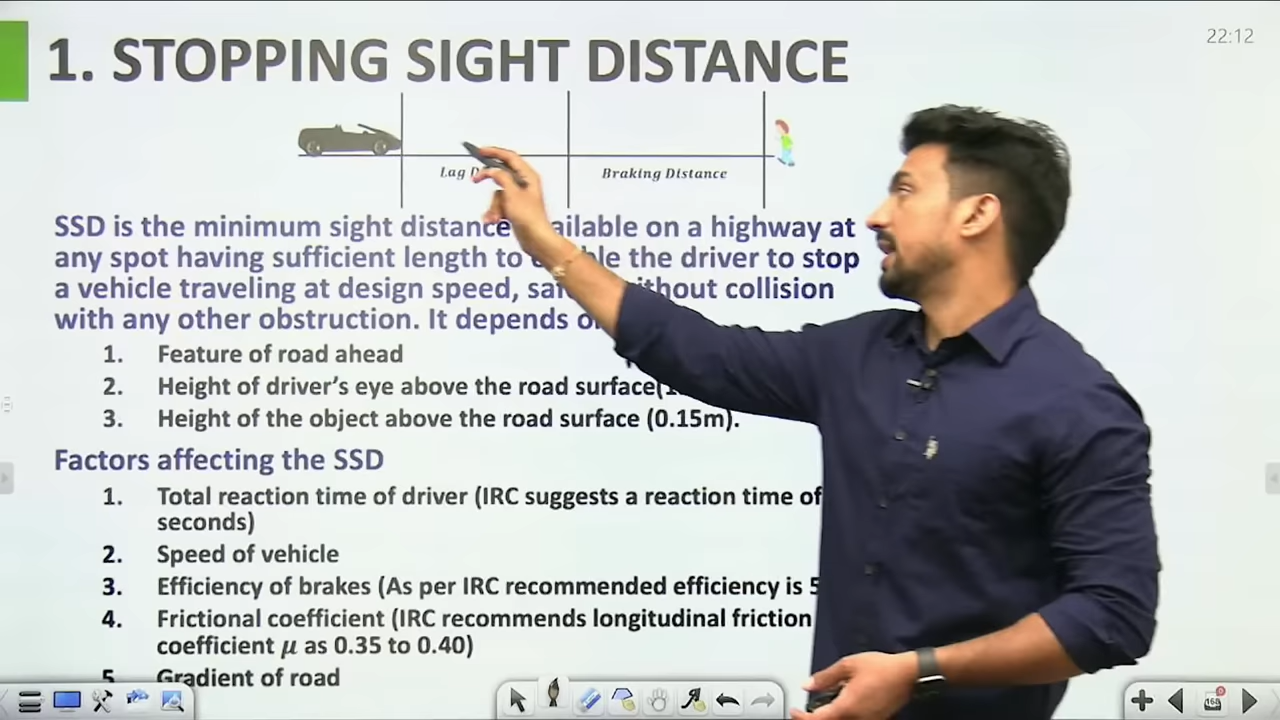 22:12
1. STOPPING SIGHT DISTANCE
Lag
Braking Distance
SSD is the minimum sight distance on a highway at
any spot having sufficient length to the driver to stop
a vehicle traveling at design speed, without collision
with any other obstruction. It depends
1. Feature of road ahead
2. Height of driver's eye above the road surface
3. Height of the object above the road surface (0.15m).
Factors affecting the SSD
1. Total reaction time of driver (IRC suggests a reaction time of
seconds)
2. Speed of vehicle
3. Efficiency of brakes (As per IRC recommended efficiency is
4. Frictional coefficient (IRC recommends longitudinal friction
coefficient μ as 0.35 to 0.40)
5 Gradient of road
168